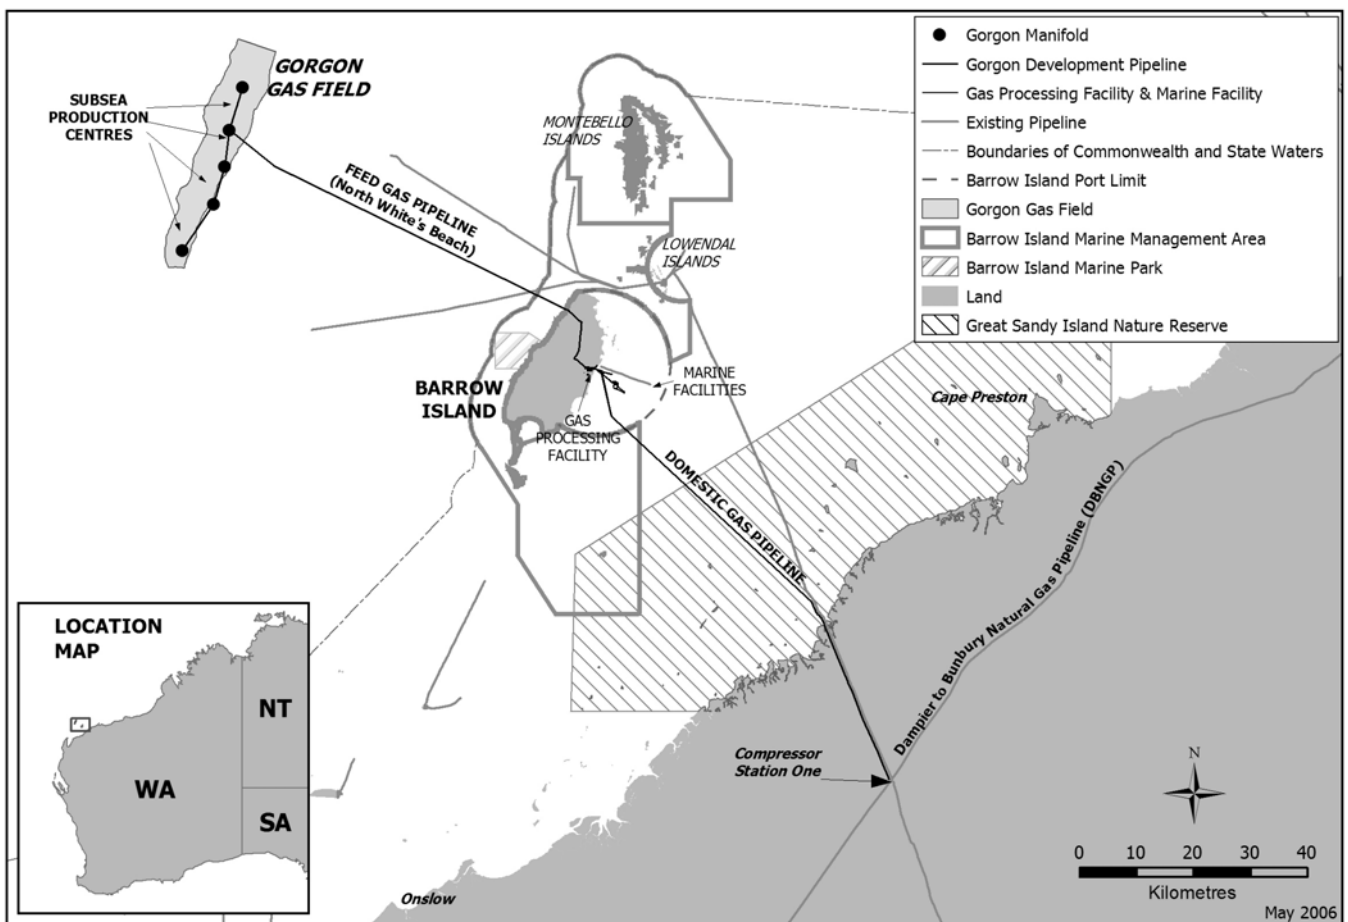 GORGON
GAS FIELD
SUBSEA
PRODUCTION
CENTRES
FEED GAS PIPELINE
(North White's Beach)
MONTEBELLO
ISLANDS
LOWENDAL
ISLANDS
BARROW
ISLAND
MARINE
FACILITIES
GAS
PROCESSING
FACILITY
DOMESTIC GAS PIPELINE
Cape Preston
Dampier to Bunbury Natural Gas Pipeline (DBNGP)
Compressor
Station One
Onslow
Gorgon Manifold
Gorgon Development Pipeline
Gas Processing Facility & Marine Facility
Existing Pipeline
Boundaries of Commonwealth and State Waters
Barrow Island Port Limit
Gorgon Gas Field
Barrow Island Marine Management Area
Barrow Island Marine Park
Land
Great Sandy Island Nature Reserve
LOCATION
MAP
NT
WA
SA
N
0 10 20 30 40
Kilometres
May 2006